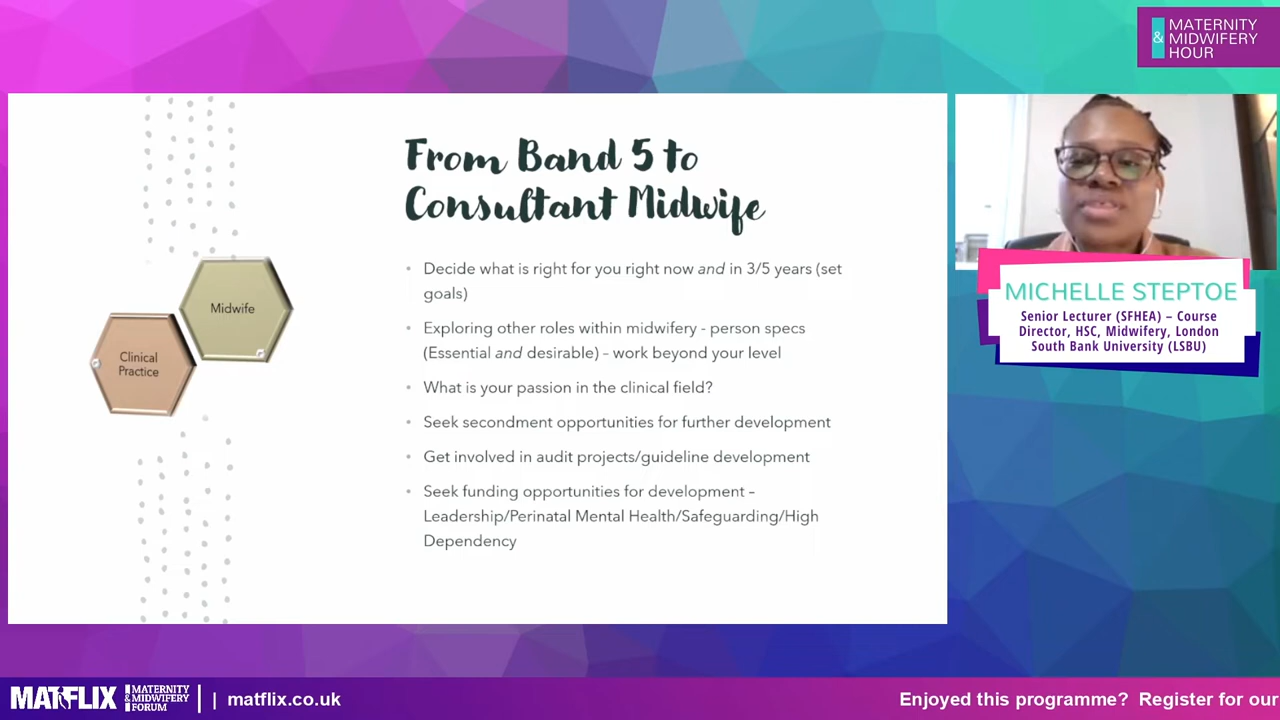 MATERNITY
& MIDWIFERY
HOUR
From Band 5 to
Consultant Midwife
• Decide what is right for you right now and in 3/5 years (set
goals)
• Exploring other roles within midwifery - person specs
(Essential and desirable) – work beyond your level
• What is your passion in the clinical field?
• Seek secondment opportunities for further development
• Get involved in audit projects/guideline development
• Seek funding opportunities for development –
Leadership/Perinatal Mental Health/Safeguarding/High
Dependency
Midwife
Clinical
Practice
MICHELLE STEPTOE
Senior Lecturer (SFHEA) – Course
Director, HSC, Midwifery, London
South Bank University (LSBU)
MATFLIX
MATERNITY
& MIDWIFERY
FORUM
| matflix.co.uk
Enjoyed this programme? Register for our